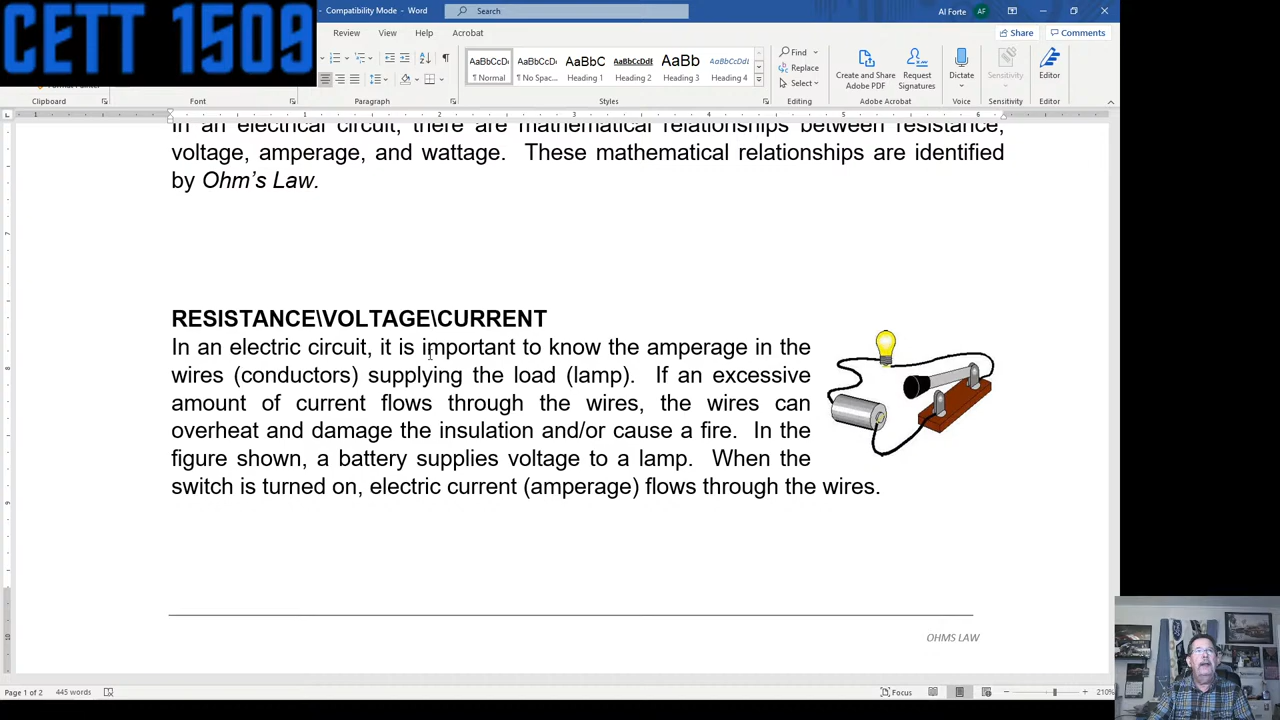 CETT 1509
Compatibility Mode - Word
Search
Al Forte
AF
Review View Help Acrobat
Share
Comments
AaBbCcDd AaBbCcDd AaBbC AaBbCcDdE AaBb AaBbCcDdE
¶ Normal
¶ No Spac...
Heading 1
Heading 2
Heading 3
Heading 4
Find
Replace
Select
Create and Share
Adobe PDF
Request
Signatures
Dictate
Sensitivity
Editor
Clipboard
Font
Paragraph
Styles
Editing
Adobe Acrobat
Voice
Sensitivity
Editor
In an electrical circuit, there are mathematical relationships between resistance,
voltage, amperage, and wattage. These mathematical relationships are identified
by Ohm's Law.
RESISTANCE\VOLTAGE\CURRENT
In an electric circuit, it is important to know the amperage in the
wires (conductors) supplying the load (lamp). If an excessive
amount of current flows through the wires, the wires can
overheat and damage the insulation and/or cause a fire. In the
figure shown, a battery supplies voltage to a lamp. When the
switch is turned on, electric current (amperage) flows through the wires.
OHMS LAW
Page 1 of 2
445 words
Focus
210%